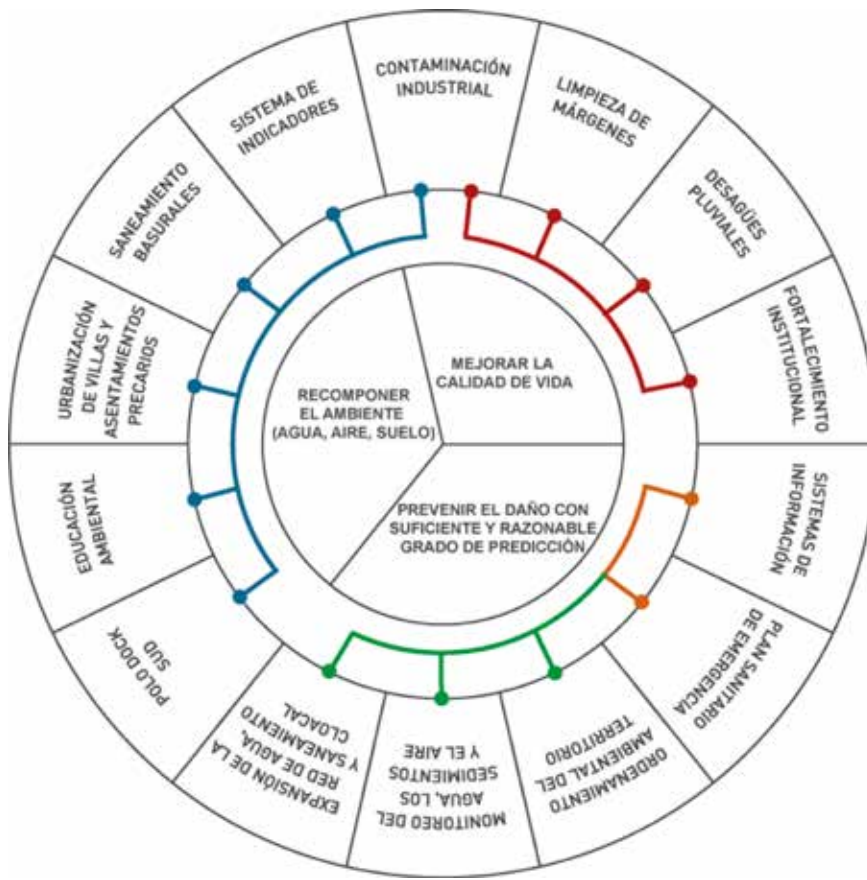 CONTAMINACIÓN
INDUSTRIAL
LIMPIEZA DE
MÁRGENES
DESAGÜES
PLUVIALES
FORTALECIMIENTO
INSTITUCIONAL
SISTEMAS DE
INFORMACIÓN
PLAN SANITARIO
DE EMERGENCIA
ORDENAMIENTO
AMBIENTAL DEL
TERRITORIO
MONITOREO DEL
AGUA, LOS
SEDIMIENTOS
Y EL AIRE
EXPANSIÓN DE LA
RED DE AGUA,
Y SANEAMIENTO
CLOACAL
POLO DOCK
SUD
EDUCACIÓN
AMBIENTAL
URBANIZACIÓN
DE VILLAS Y
ASENTAMIENTOS
PRECARIOS
SANEAMIENTO
BASURALES
SISTEMA DE
INDICADORES
MEJORAR LA
CALIDAD DE VIDA
RECOMPONER
EL AMBIENTE
(AGUA, AIRE, SUELO)
PREVENIR EL DAÑO CON
SUFICIENTE Y RAZONABLE
GRADO DE PREDICCIÓN